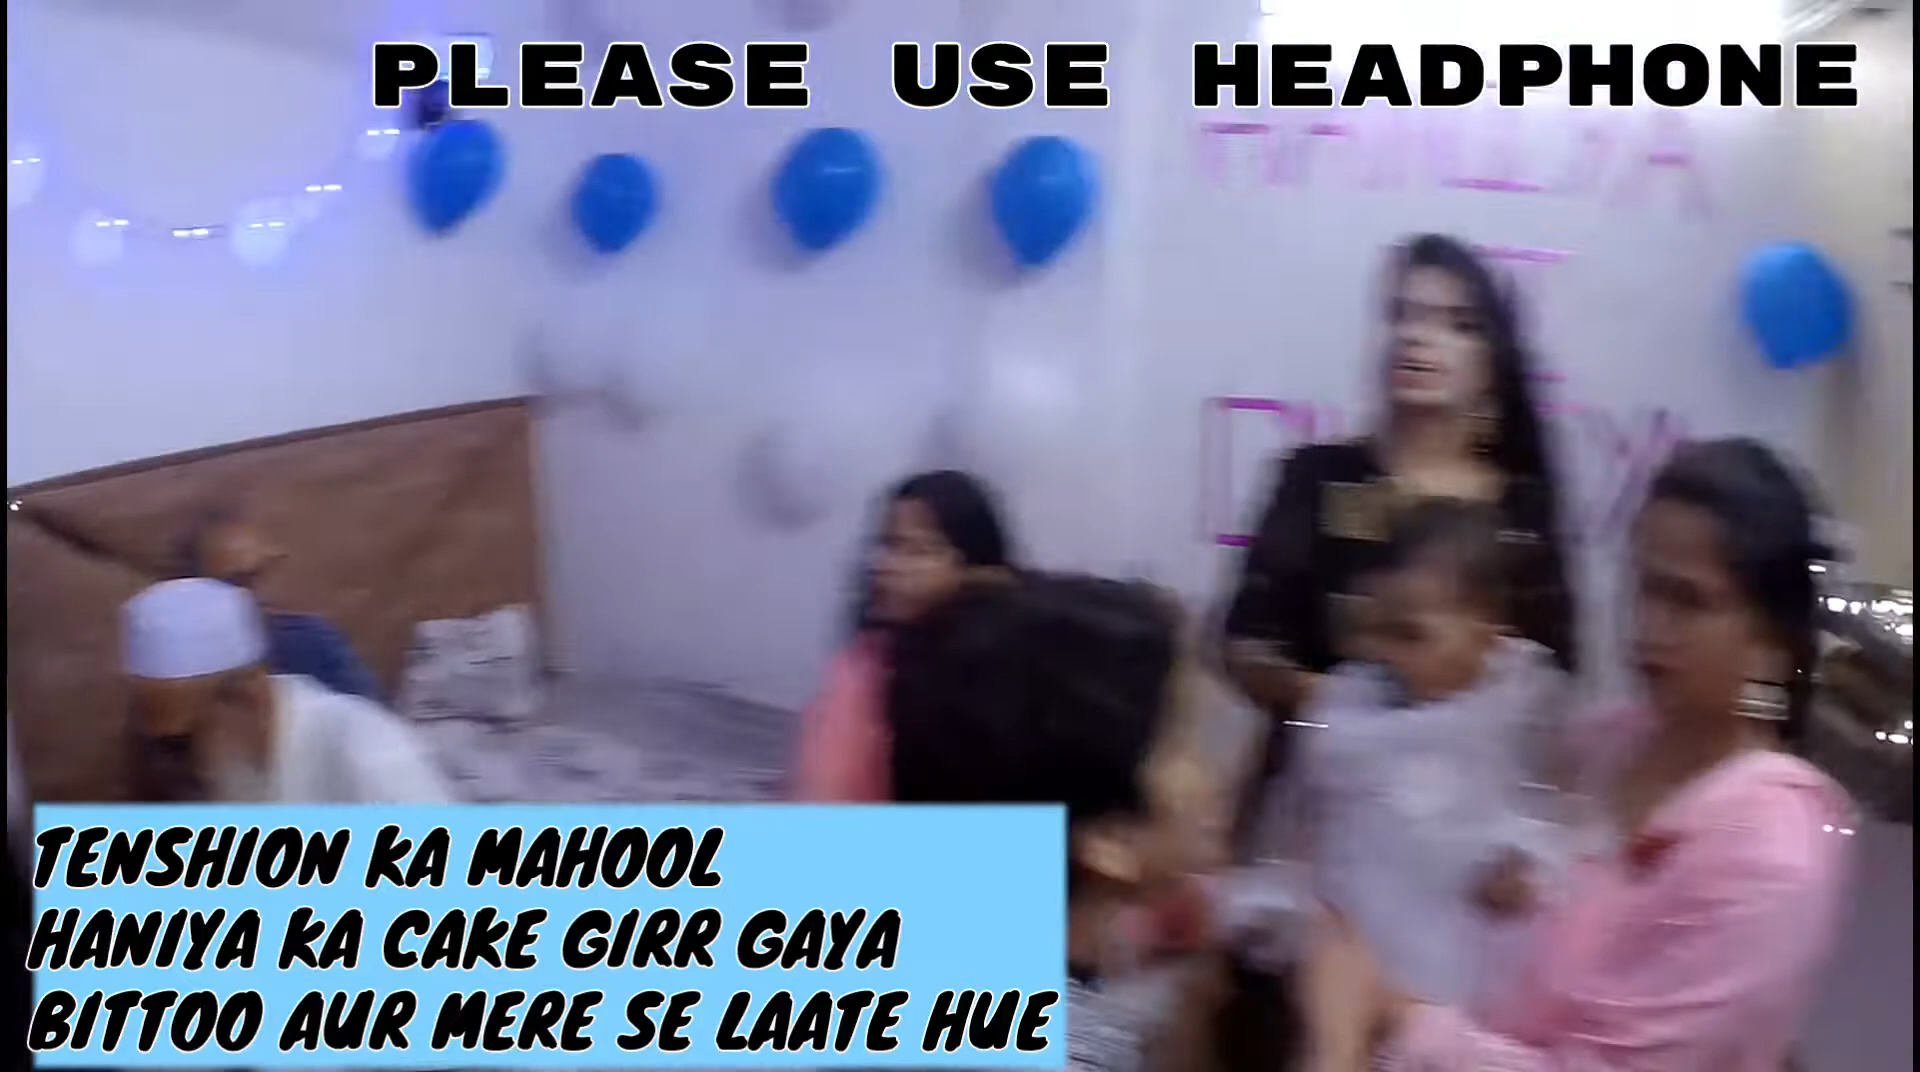 PLEASE USE HEADPHONE
TENSHION KA MAHOOL
HANIYA KA CAKE GIRR GAYA
BITTOO AUR MERE SE LAATE HUE